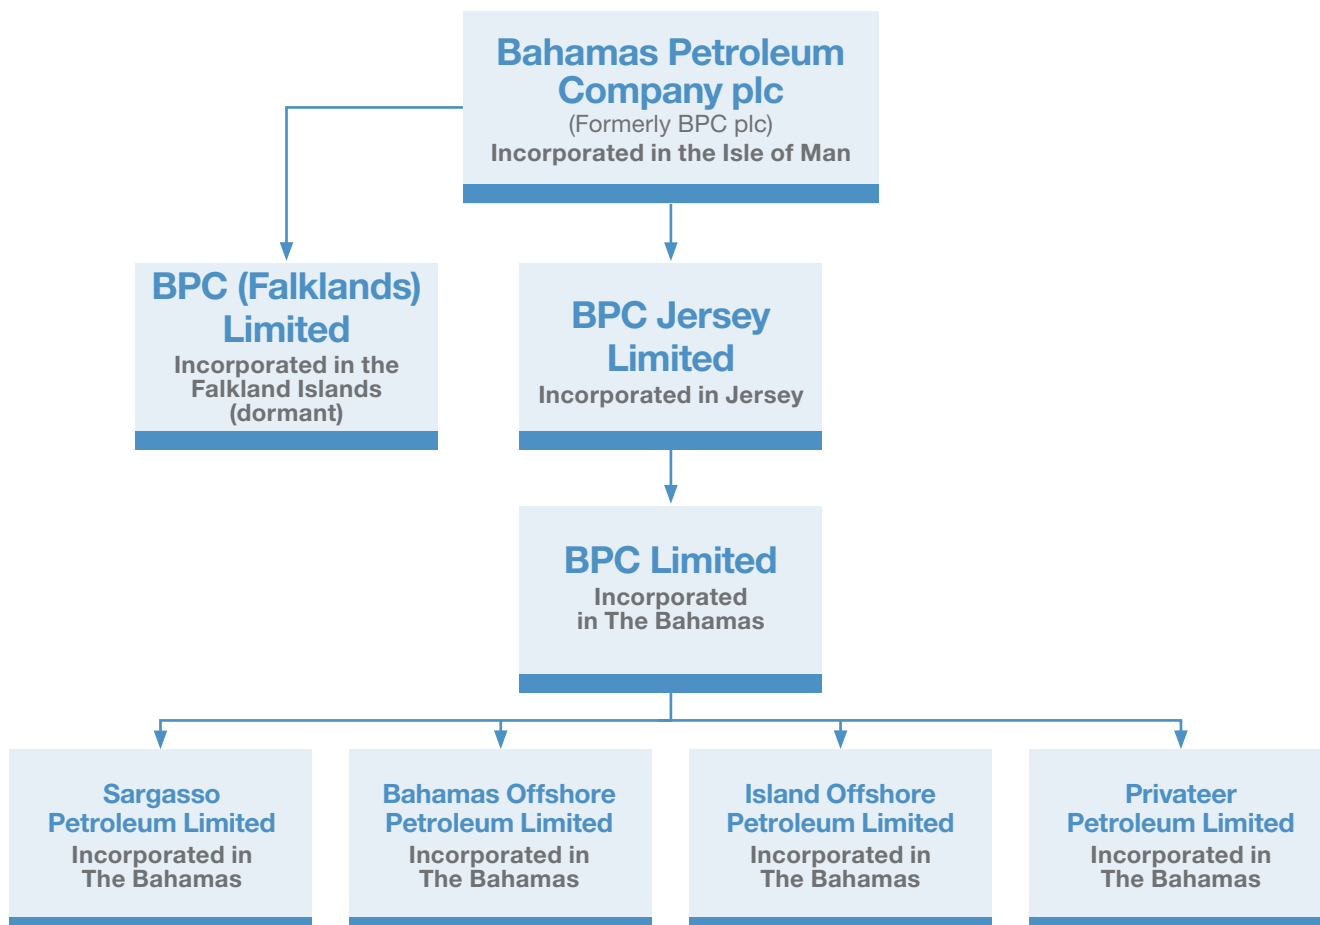 Bahamas Petroleum
Company plc
(Formerly BPC plc)
Incorporated in the Isle of Man
BPC (Falklands)
Limited
Incorporated in the
Falkland Islands
(dormant)
BPC Jersey
Limited
Incorporated in Jersey
BPC Limited
Incorporated
in The Bahamas
Sargasso
Petroleum Limited
Incorporated in
The Bahamas
Bahamas Offshore
Petroleum Limited
Incorporated in
The Bahamas
Island Offshore
Petroleum Limited
Incorporated in
The Bahamas
Privateer
Petroleum Limited
Incorporated in
The Bahamas